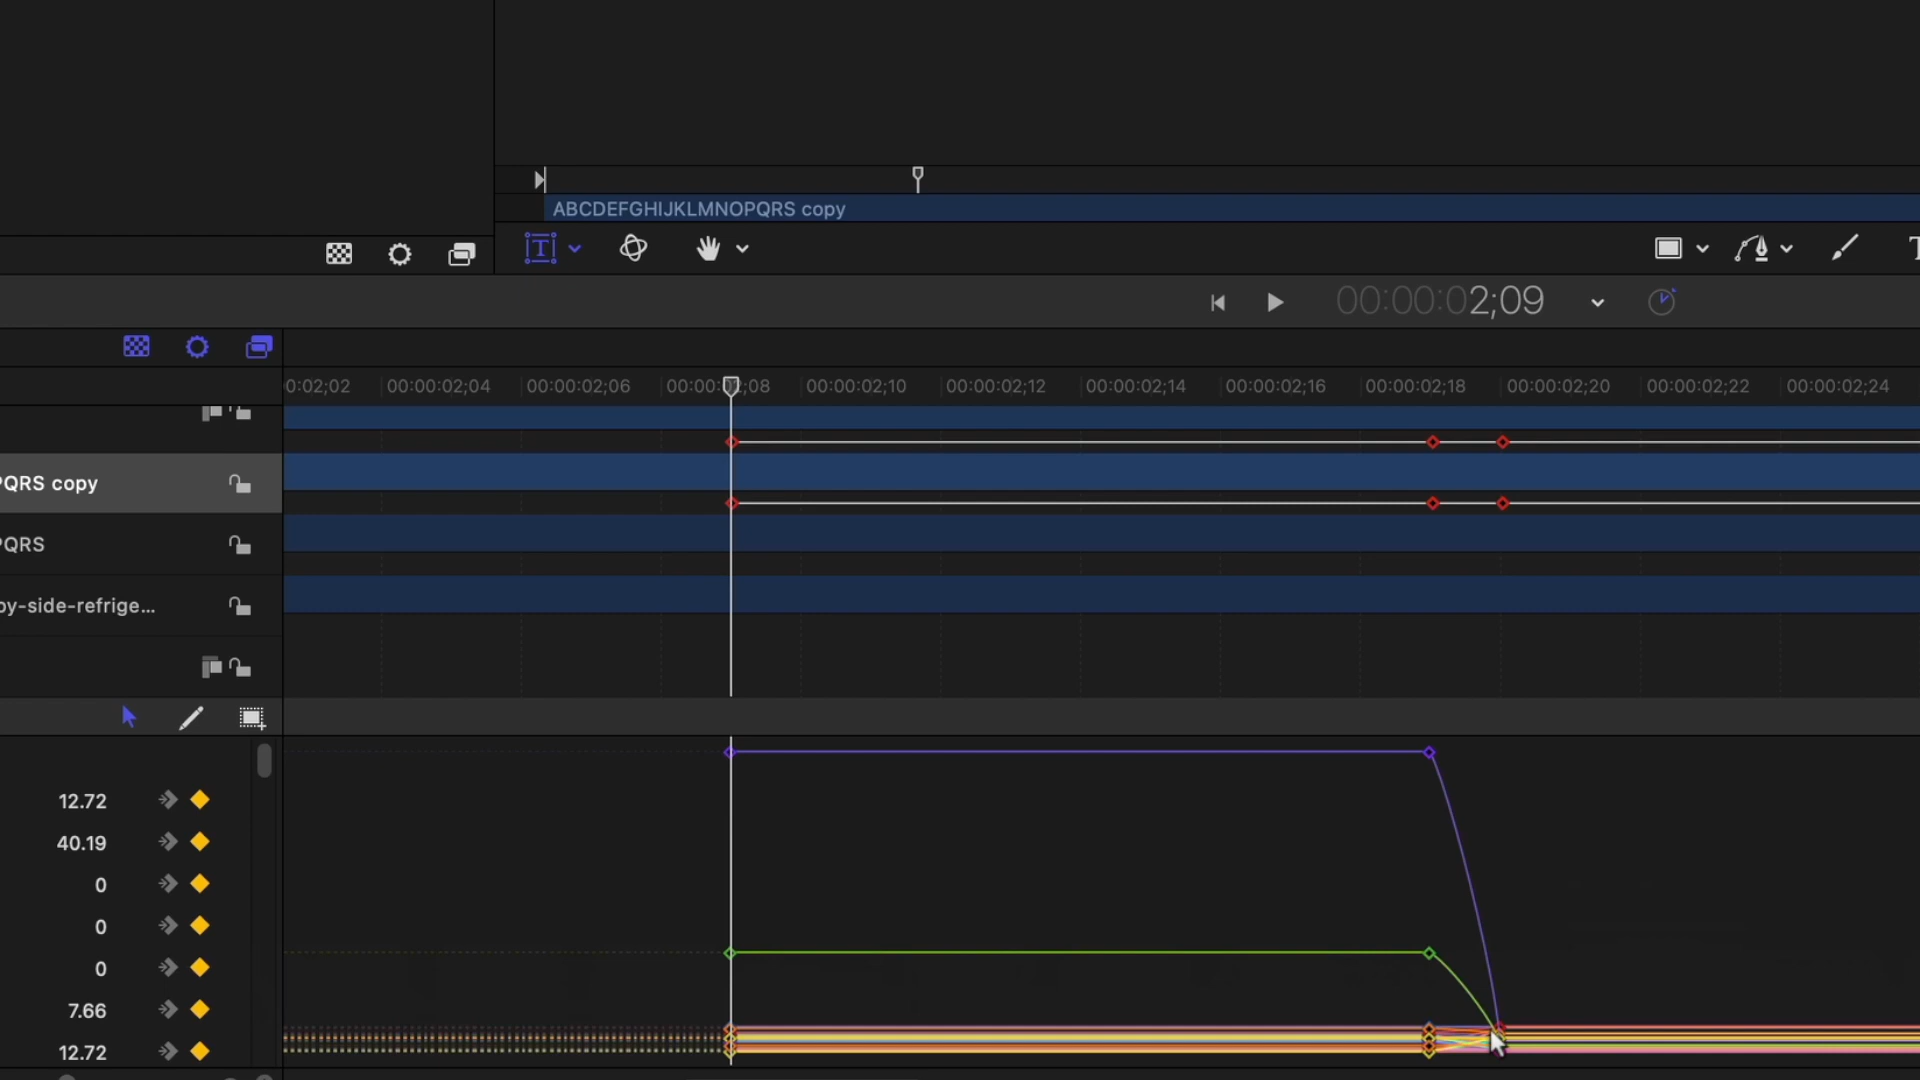 ABCDEFGHIJKLMNOPQRS copy
T
00:00:02;09
0:02;02 00:00:02;04 00:00:02;06 00:00:02;08 00:00:02;10 00:00:02;12 00:00:02;14 00:00:02;16 00:00:02;18 00:00:02;20 00:00:02;22 00:00:02;24
PQRS copy
PQRS
by-side-refrige...
12.72
40.19
0
0
0
7.66
12.72